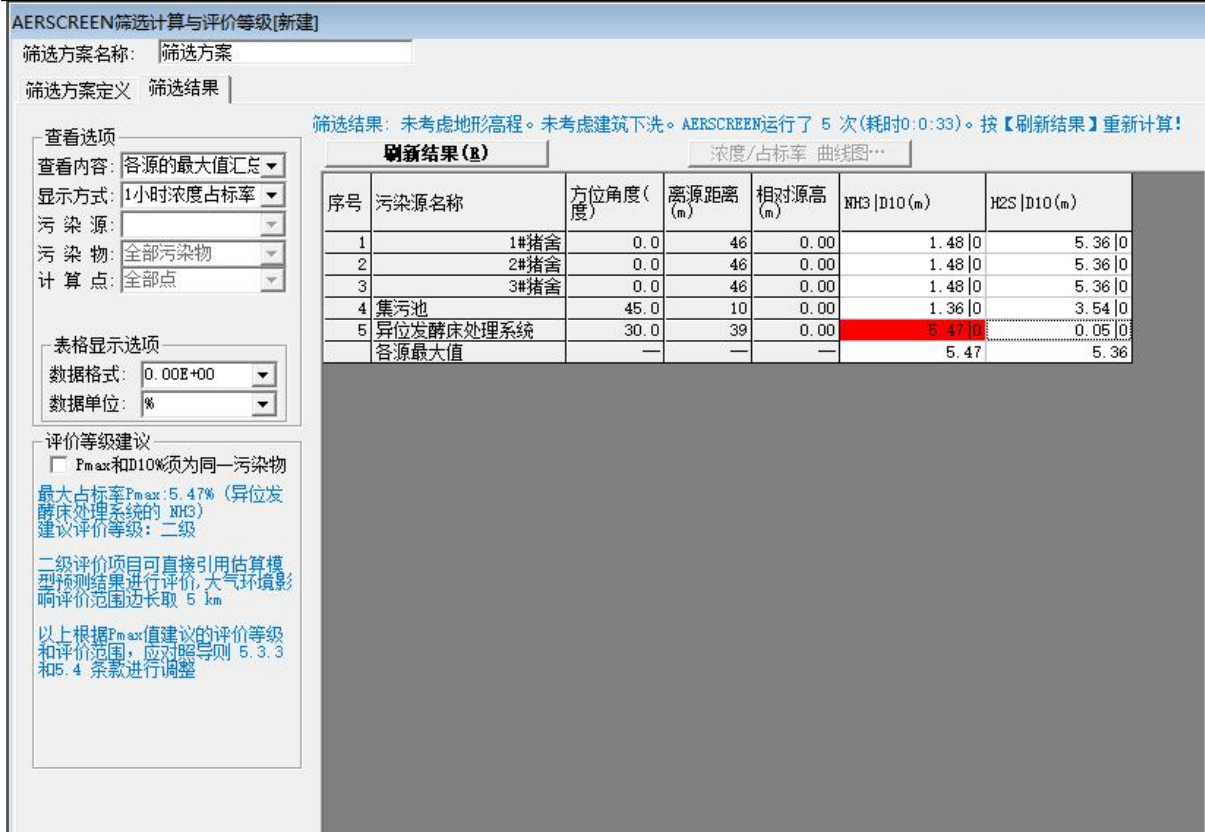 AERSCREEN筛选计算与评价等级[新建]
筛选方案名称: 筛选方案
筛选方案定义 筛选结果
筛选结果: 未考虑地形高程。未考虑建筑下洗。AERSCREEN运行了 5 次(耗时0:0:33)。按【刷新结果】重新计算!
刷新结果(R) 浓度/占标率 曲线图…
查看选项
查看内容: 各源的最大值汇总
显示方式: 1小时浓度占标率
污 染 源:
污 染 物: 全部污染物
计 算 点: 全部点
表格显示选项
数据格式: 0.00E+00
数据单位: %
评价等级建议
Pmax和D10%须为同一污染物
最大占标率Pmax:5.47% (异位发
酵床处理系统的 NH3)
建议评价等级: 二级
二级评价项目可直接引用估算模
型预测结果进行评价,大气环境影
响评价范围边长取 5 km
以上根据Pmax值建议的评价等级
和评价范围,应对照导则 5.3.3
和5.4 条款进行调整
序号 污染源名称 方位角度(度) 离源距离(m) 相对源高(m) NH3|D10(m) H2S|D10(m)
1 1#猪舍 0.0 46 0.00 1.48|0 5.36|0
2 2#猪舍 0.0 46 0.00 1.48|0 5.36|0
3 3#猪舍 0.0 46 0.00 1.48|0 5.36|0
4 集污池 45.0 10 0.00 1.36|0 3.54|0
5 异位发酵床处理系统 30.0 39 0.00 5.47|0 0.05|0
各源最大值 — — — 5.47 5.36